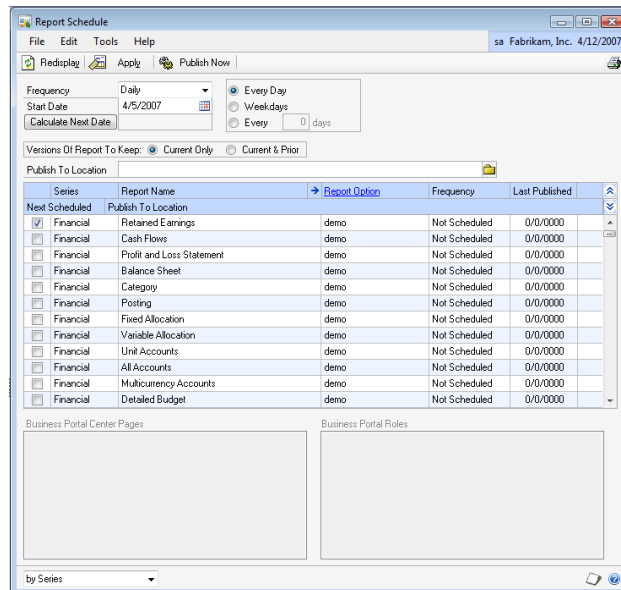 Report Schedule
File Edit Tools Help sa Fabrikam, Inc. 4/12/2007
Redisplay Apply Publish Now
Frequency Daily Every Day
Start Date 4/5/2007 Weekdays
Calculate Next Date Every 0 days
Versions Of Report To Keep: Current Only Current & Prior
Publish To Location
Series Report Name Report Option Frequency Last Published
Next Scheduled Publish To Location
Financial Retained Earnings demo Not Scheduled 0/0/0000
Financial Cash Flows demo Not Scheduled 0/0/0000
Financial Profit and Loss Statement demo Not Scheduled 0/0/0000
Financial Balance Sheet demo Not Scheduled 0/0/0000
Financial Category demo Not Scheduled 0/0/0000
Financial Posting demo Not Scheduled 0/0/0000
Financial Fixed Allocation demo Not Scheduled 0/0/0000
Financial Variable Allocation demo Not Scheduled 0/0/0000
Financial Unit Accounts demo Not Scheduled 0/0/0000
Financial All Accounts demo Not Scheduled 0/0/0000
Financial Multicurrency Accounts demo Not Scheduled 0/0/0000
Financial Detailed Budget demo Not Scheduled 0/0/0000
Business Portal Center Pages Business Portal Roles
by Series